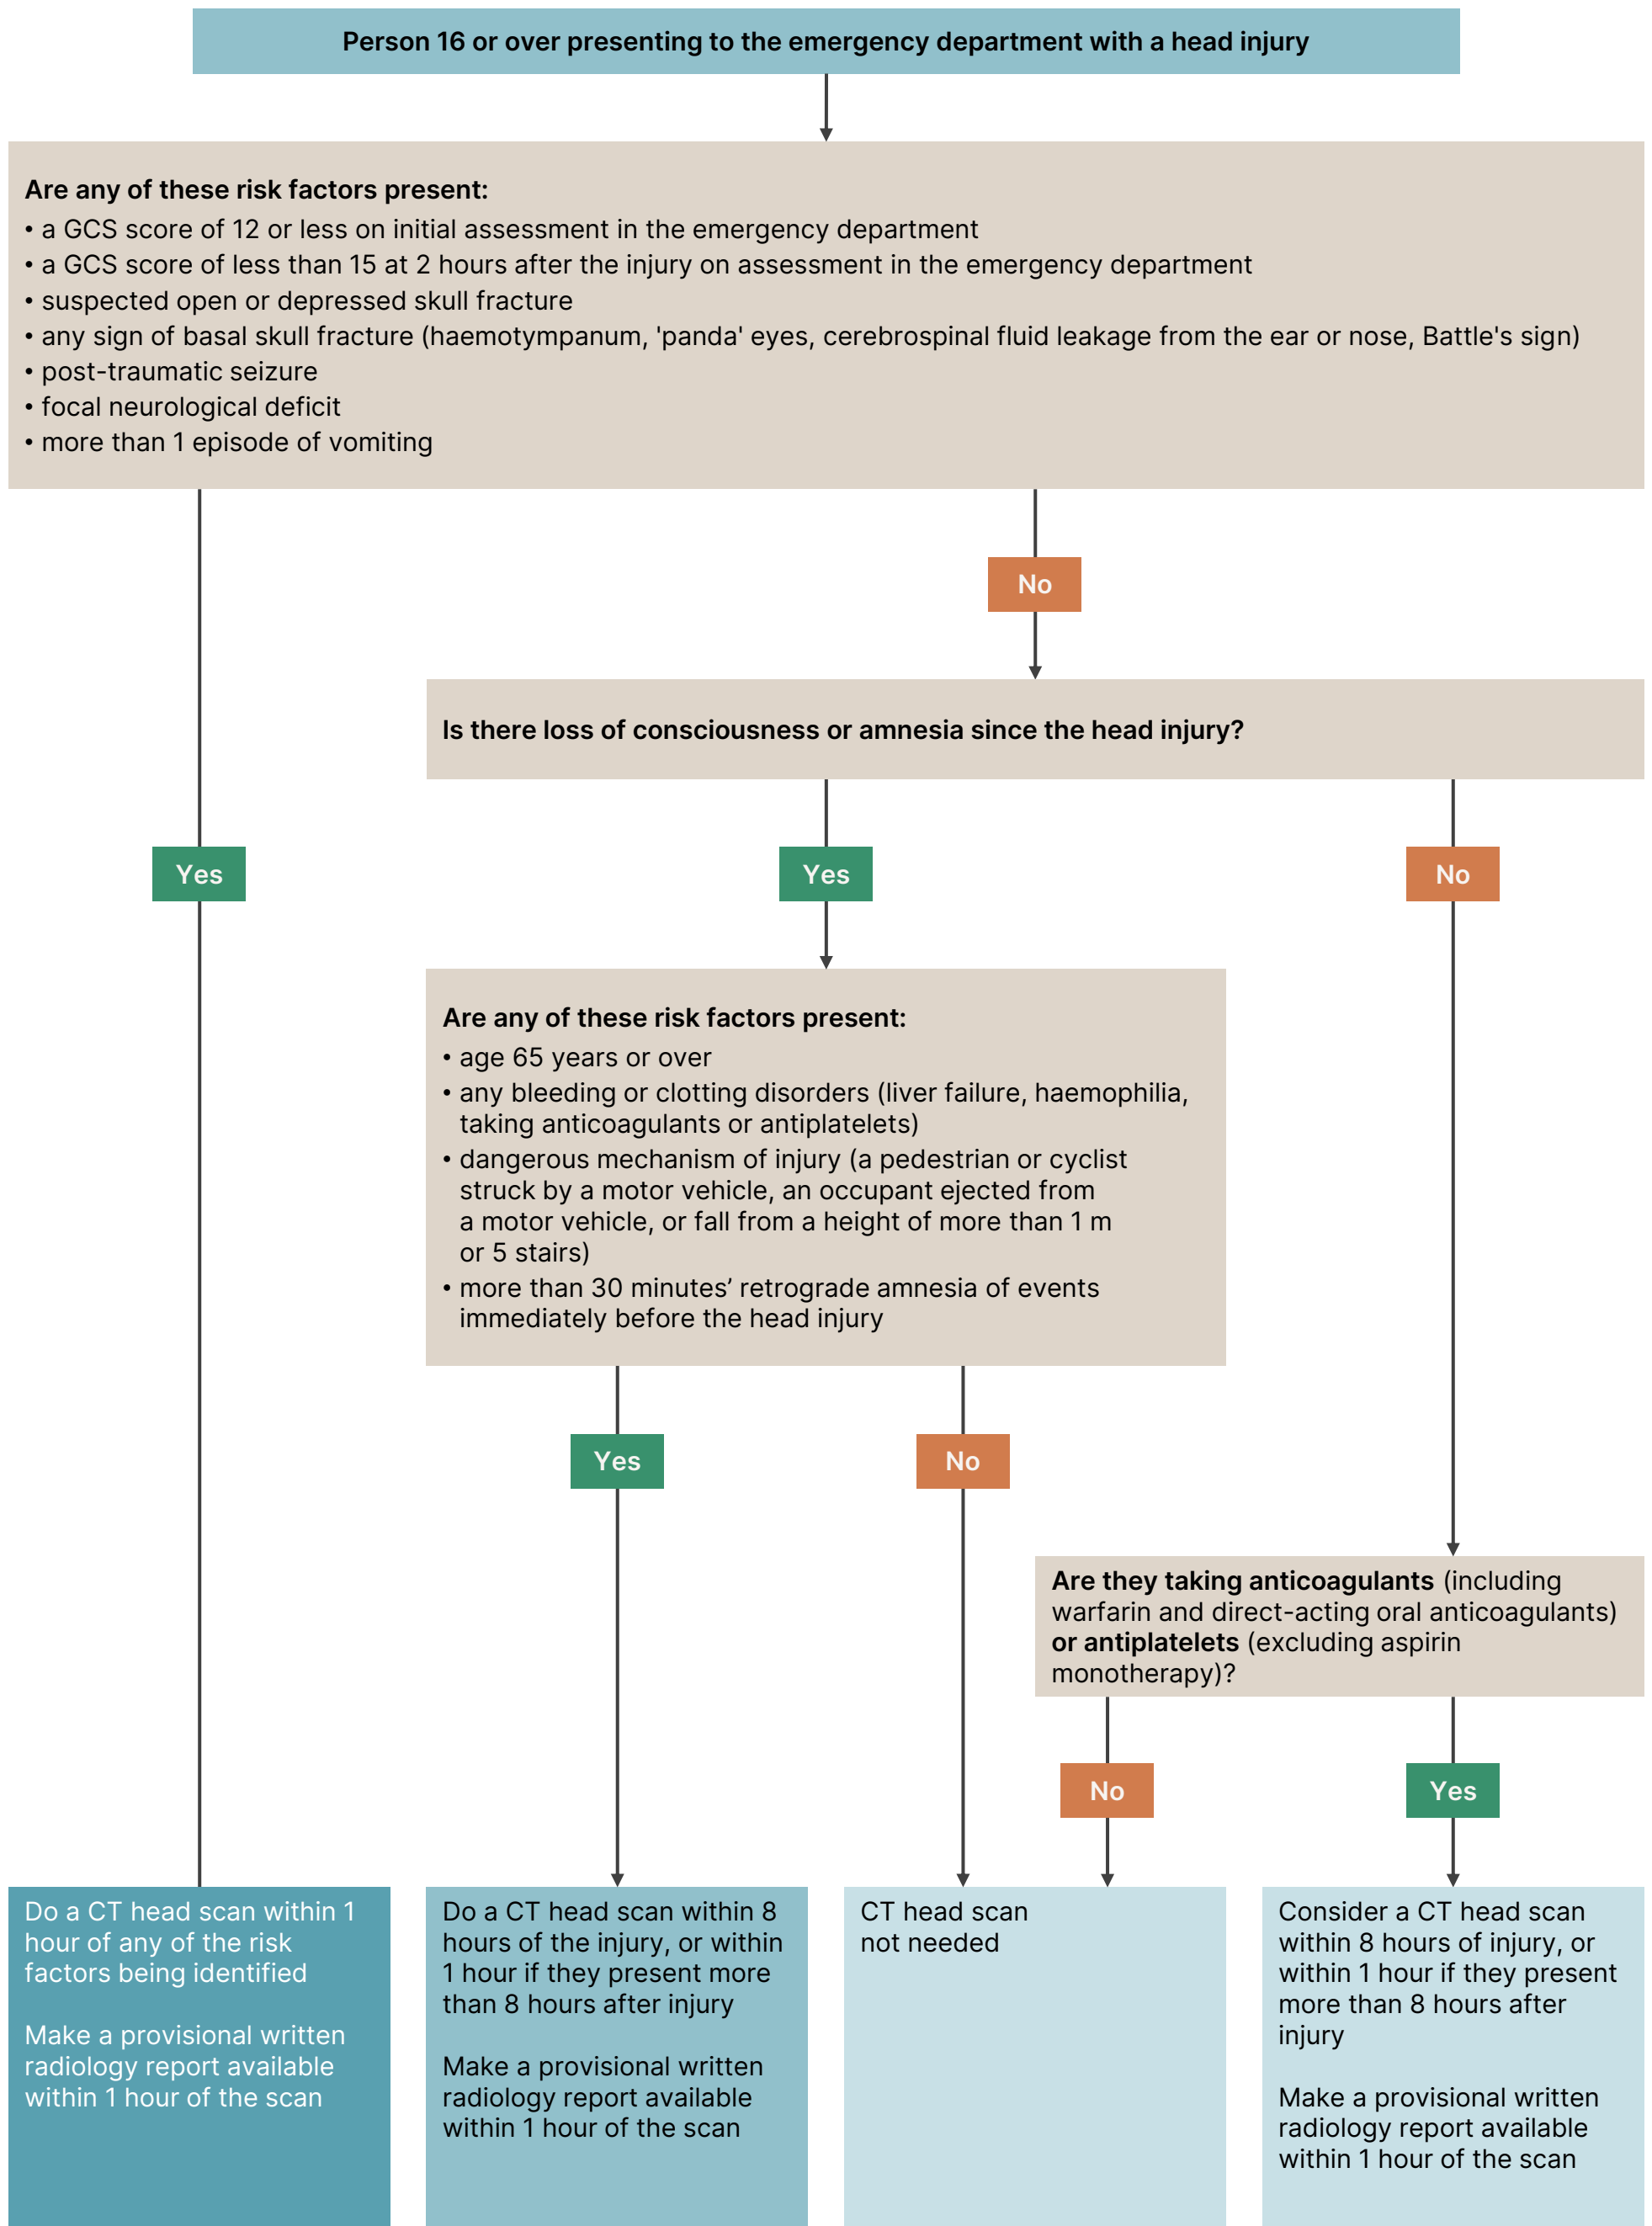 Person 16 or over presenting to the emergency department with a head injury
Are any of these risk factors present:
• a GCS score of 12 or less on initial assessment in the emergency department
• a GCS score of less than 15 at 2 hours after the injury on assessment in the emergency department
• suspected open or depressed skull fracture
• any sign of basal skull fracture (haemotympanum, 'panda' eyes, cerebrospinal fluid leakage from the ear or nose, Battle's sign)
• post-traumatic seizure
• focal neurological deficit
• more than 1 episode of vomiting
No
Is there loss of consciousness or amnesia since the head injury?
Yes
Yes
No
Are any of these risk factors present:
• age 65 years or over
• any bleeding or clotting disorders (liver failure, haemophilia,
taking anticoagulants or antiplatelets)
• dangerous mechanism of injury (a pedestrian or cyclist
struck by a motor vehicle, an occupant ejected from
a motor vehicle, or fall from a height of more than 1 m
or 5 stairs)
• more than 30 minutes’ retrograde amnesia of events
immediately before the head injury
Yes
No
Are they taking anticoagulants (including
warfarin and direct-acting oral anticoagulants)
or antiplatelets (excluding aspirin
monotherapy)?
No
Yes
Do a CT head scan within 1
hour of any of the risk
factors being identified
Make a provisional written
radiology report available
within 1 hour of the scan
Do a CT head scan within 8
hours of the injury, or within
1 hour if they present more
than 8 hours after injury
Make a provisional written
radiology report available
within 1 hour of the scan
CT head scan
not needed
Consider a CT head scan
within 8 hours of injury, or
within 1 hour if they present
more than 8 hours after
injury
Make a provisional written
radiology report available
within 1 hour of the scan